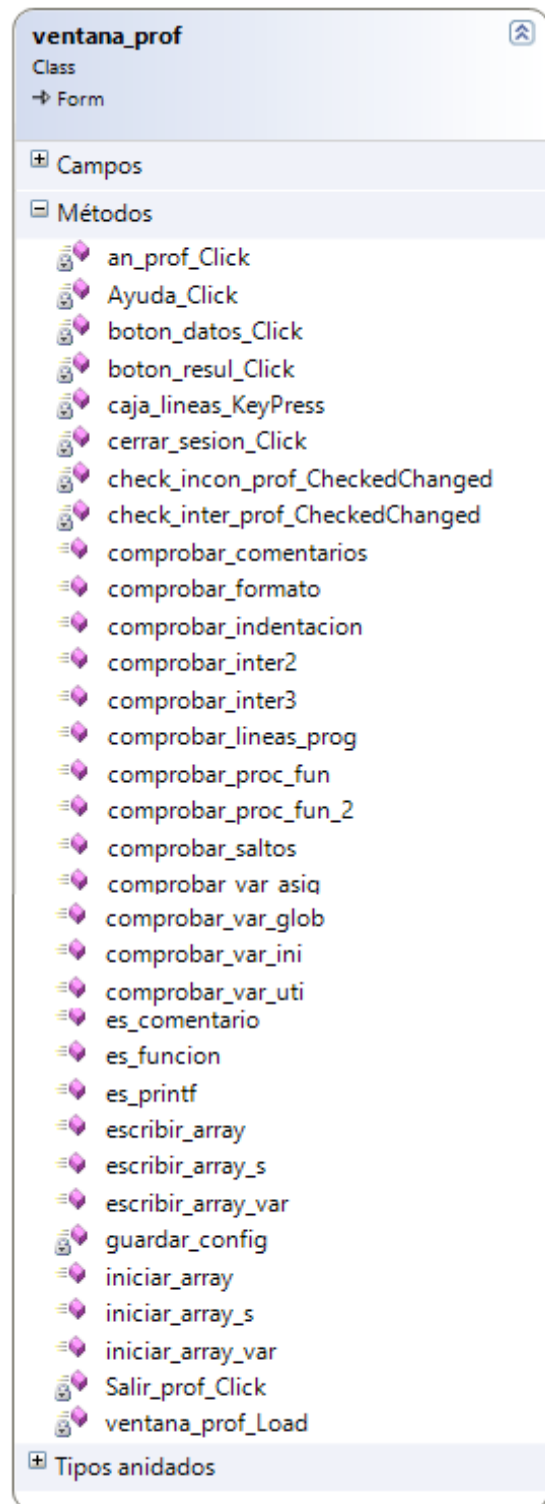 ventana_prof
Class
Form
Campos
Métodos
an_prof_Click
Ayuda_Click
boton_datos_Click
boton_resul_Click
caja_lineas_KeyPress
cerrar_sesion_Click
check_incon_prof_CheckedChanged
check_inter_prof_CheckedChanged
comprobar_comentarios
comprobar_formato
comprobar_indentacion
comprobar_inter2
comprobar_inter3
comprobar_lineas_prog
comprobar_proc_fun
comprobar_proc_fun_2
comprobar_saltos
comprobar_var_asig
comprobar_var_glob
comprobar_var_ini
comprobar_var_uti
es_comentario
es_funcion
es_printf
escribir_array
escribir_array_s
escribir_array_var
guardar_config
iniciar_array
iniciar_array_s
iniciar_array_var
Salir_prof_Click
ventana_prof_Load
Tipos anidados